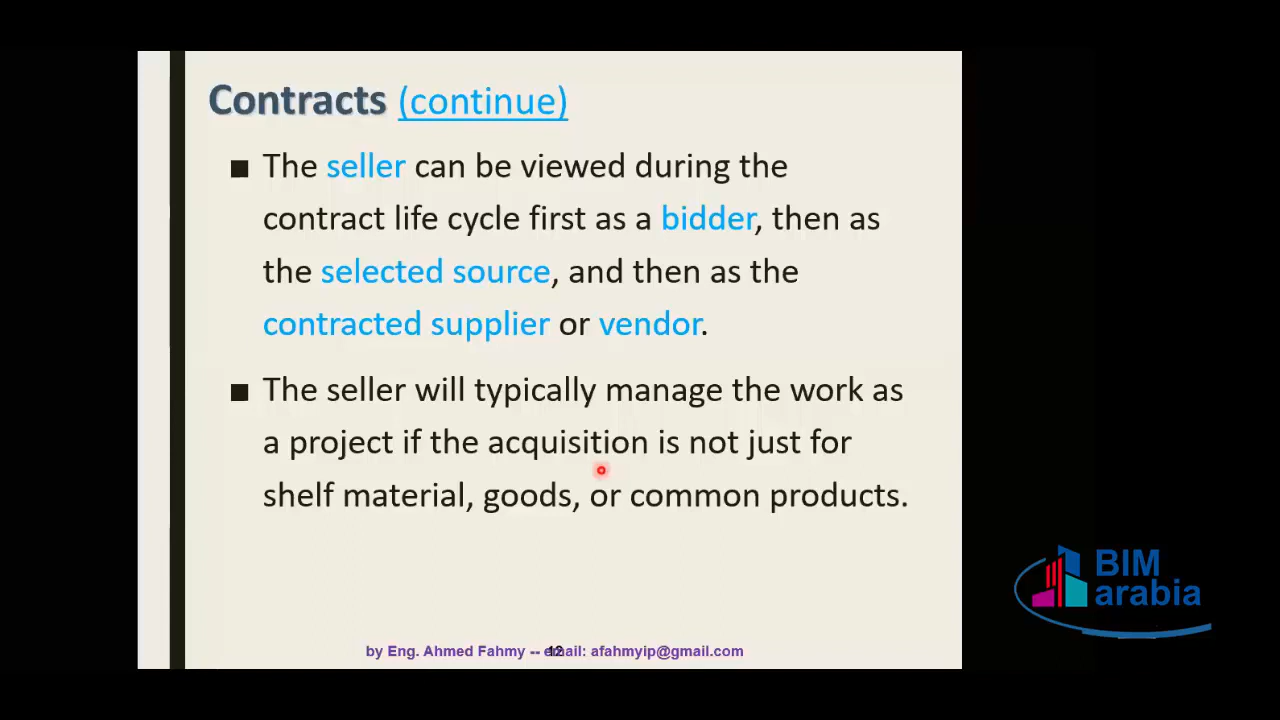 Contracts (continue)
■ The seller can be viewed during the
contract life cycle first as a bidder, then as
the selected source, and then as the
contracted supplier or vendor.
■ The seller will typically manage the work as
a project if the acquisition is not just for
shelf material, goods, or common products.
by Eng. Ahmed Fahmy -- email: afahmyip@gmail.com
12
BIM
arabia